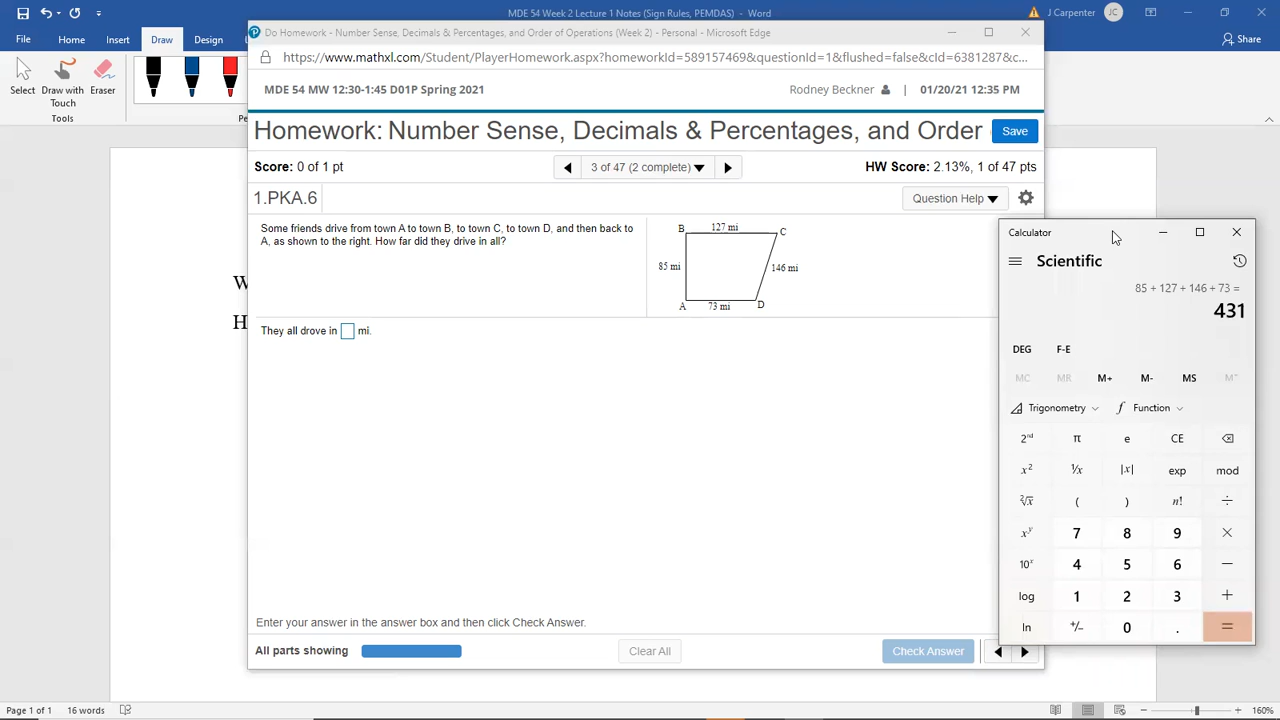 MDE 54 Week 2 Lecture 1 Notes (Sign Rules, PEMDAS) - Word
J Carpenter
JC
File
Home
Insert
Draw
Design
Share
Select
Draw with
Touch
Eraser
Tools
Do Homework - Number Sense, Decimals & Percentages, and Order of Operations (Week 2) - Personal - Microsoft Edge
https://www.mathxl.com/Student/PlayerHomework.aspx?homeworkId=589157469&questionId=1&flushed=false&cId=6381287&c...
MDE 54 MW 12:30-1:45 D01P Spring 2021
Rodney Beckner | 01/20/21 12:35 PM
Homework: Number Sense, Decimals & Percentages, and Order
Save
Score: 0 of 1 pt
3 of 47 (2 complete)
HW Score: 2.13%, 1 of 47 pts
1.PKA.6
Question Help
Some friends drive from town A to town B, to town C, to town D, and then back to
A, as shown to the right. How far did they drive in all?
B 127 mi C
85 mi 146 mi
A 73 mi D
They all drove in mi.
Enter your answer in the answer box and then click Check Answer.
All parts showing
Clear All
Check Answer
Calculator
Scientific
85 + 127 + 146 + 73 =
431
DEG F-E
MC MR M+ M- MS M˅
Trigonometry f Function
2ⁿᵈ π e CE
x² ¹/x |x| exp mod
²√x ( ) n! ÷
xʸ 7 8 9 ×
10ˣ 4 5 6 −
log 1 2 3 +
ln +/− 0 . =
W
H
Page 1 of 1 16 words
160%